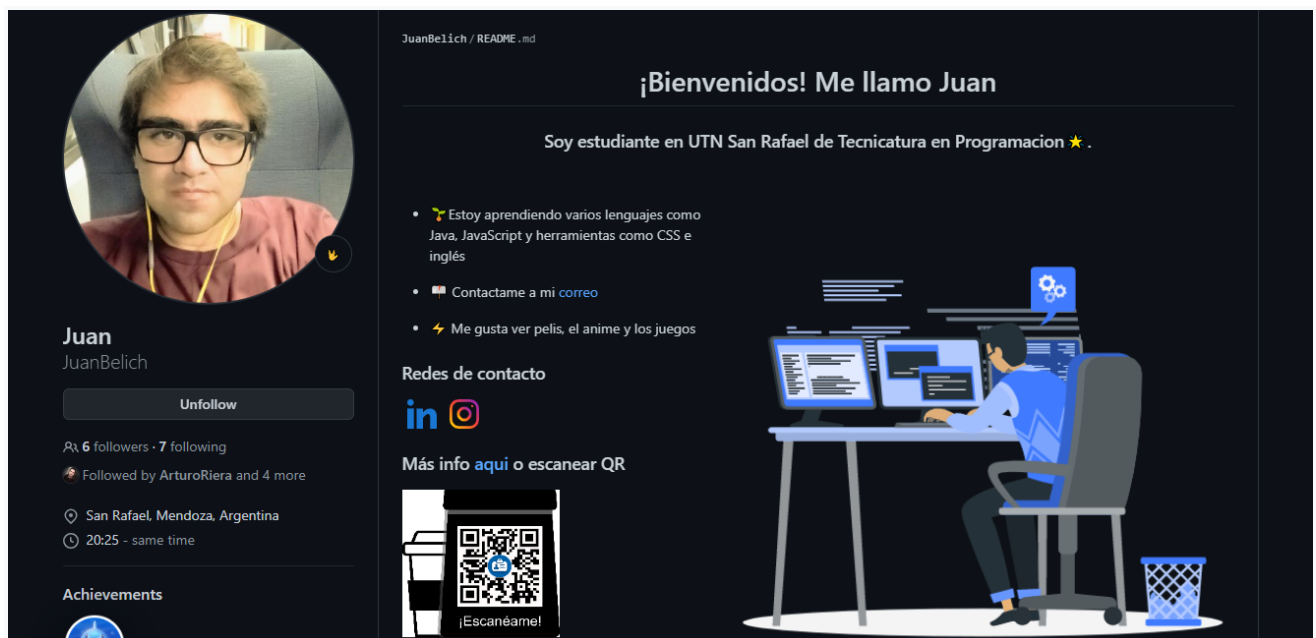 Juan
JuanBelich
Unfollow
6 followers · 7 following
Followed by ArturoRiera and 4 more
San Rafael, Mendoza, Argentina
20:25 - same time
Achievements
JuanBelich/README.md
¡Bienvenidos! Me llamo Juan
Soy estudiante en UTN San Rafael de Tecnicatura en Programacion ⭐ .
• 🌱Estoy aprendiendo varios lenguajes como
Java, JavaScript y herramientas como CSS e
inglés
• 📫 Contactame a mi correo
• ⚡ Me gusta ver pelis, el anime y los juegos
Redes de contacto
in
Más info aqui o escanear QR
¡Escanéame!